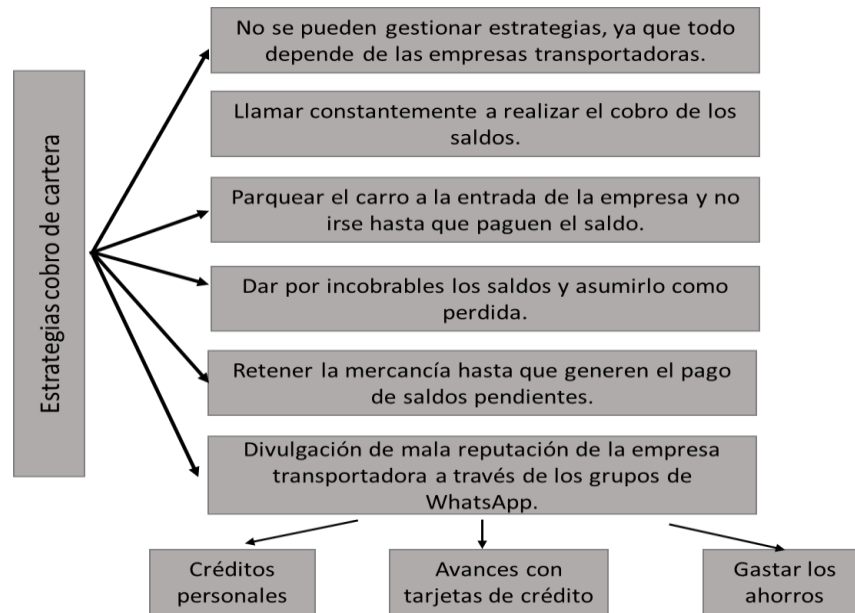 Estrategias cobro de cartera
No se pueden gestionar estrategias, ya que todo
depende de las empresas transportadoras.
Llamar constantemente a realizar el cobro de los
saldos.
Parquear el carro a la entrada de la empresa y no
irse hasta que paguen el saldo.
Dar por incobrables los saldos y asumirlo como
perdida.
Retener la mercancía hasta que generen el pago
de saldos pendientes.
Divulgación de mala reputación de la empresa
transportadora a través de los grupos de
WhatsApp.
Créditos
personales
Avances con
tarjetas de crédito
Gastar los
ahorros